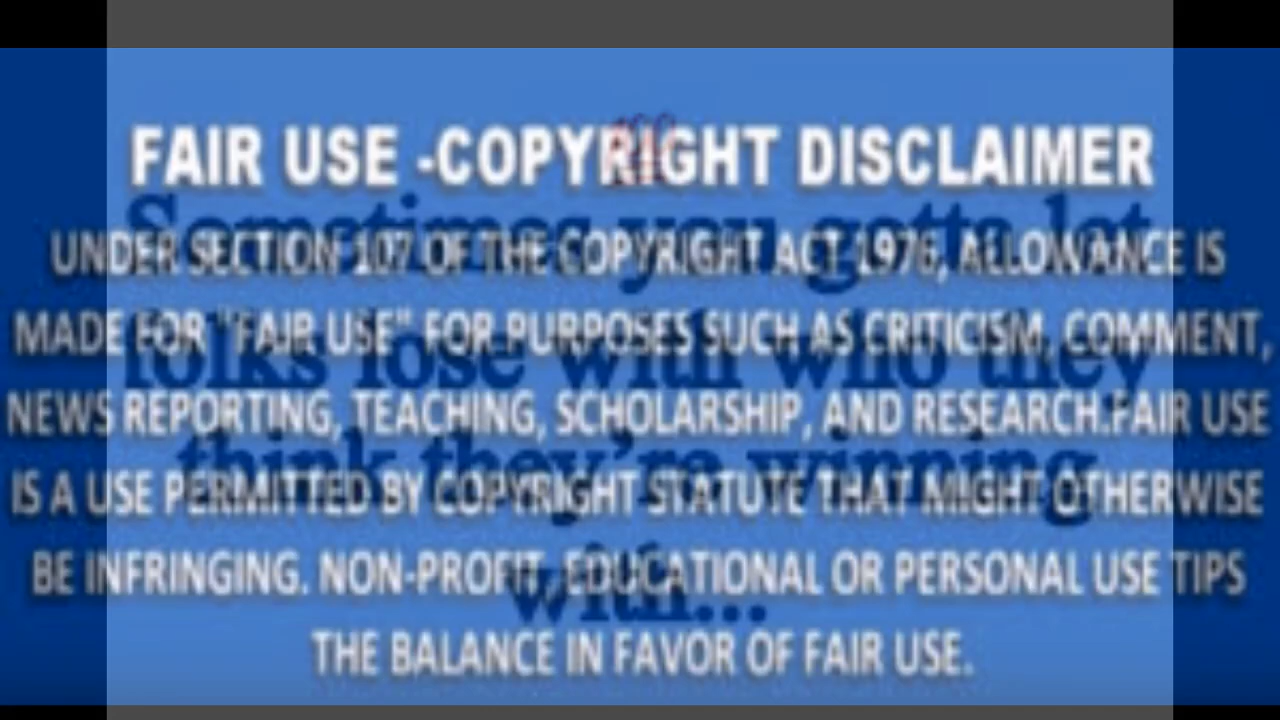 FAIR USE -COPYRIGHT DISCLAIMER
Sometimes you gotta let
UNDER SECTION 107 OF THE COPYRIGHT ACT 1976, ALLOWANCE IS
MADE FOR "FAIR USE" FOR PURPOSES SUCH AS CRITICISM, COMMENT,
folks lose with who they
NEWS REPORTING, TEACHING, SCHOLARSHIP, AND RESEARCH.FAIR USE
think they're winning
IS A USE PERMITTED BY COPYRIGHT STATUTE THAT MIGHT OTHERWISE
BE INFRINGING. NON-PROFIT, EDUCATIONAL OR PERSONAL USE TIPS
with...
THE BALANCE IN FAVOR OF FAIR USE.